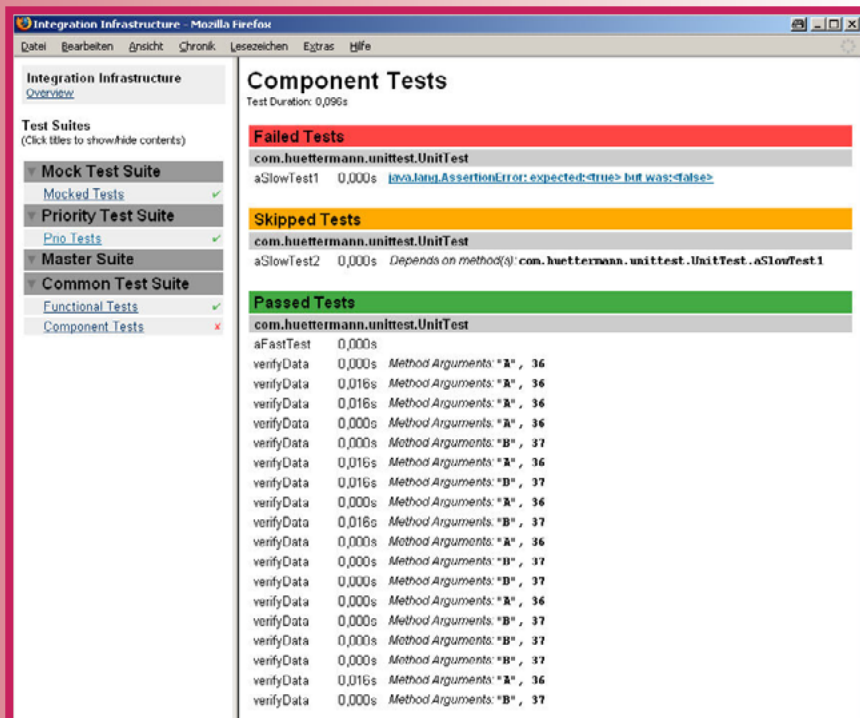 Integration Infrastructure - Mozilla Firefox
Datei Bearbeiten Ansicht Chronik Lesezeichen Extras Hilfe
Integration Infrastructure
Overview
Test Suites
(Click titles to show/hide contents)
Mock Test Suite
Mocked Tests
Priority Test Suite
Prio Tests
Master Suite
Common Test Suite
Functional Tests
Component Tests
Component Tests
Test Duration: 0,096s
Failed Tests
com.huettermann.unittest.UnitTest
aSlowTest1 0,000s java.lang.AssertionError: expected:<true> but was:<false>
Skipped Tests
com.huettermann.unittest.UnitTest
aSlowTest2 0,000s Depends on method(s): com.huettermann.unittest.UnitTest.aSlowTest1
Passed Tests
com.huettermann.unittest.UnitTest
aFastTest 0,000s
verifyData 0,000s Method Arguments: "A", 36
verifyData 0,016s Method Arguments: "A", 36
verifyData 0,016s Method Arguments: "A", 36
verifyData 0,000s Method Arguments: "A", 36
verifyData 0,000s Method Arguments: "B", 37
verifyData 0,016s Method Arguments: "A", 36
verifyData 0,016s Method Arguments: "B", 37
verifyData 0,000s Method Arguments: "A", 36
verifyData 0,016s Method Arguments: "B", 37
verifyData 0,000s Method Arguments: "A", 36
verifyData 0,000s Method Arguments: "B", 37
verifyData 0,000s Method Arguments: "B", 37
verifyData 0,000s Method Arguments: "A", 36
verifyData 0,000s Method Arguments: "B", 37
verifyData 0,000s Method Arguments: "B", 37
verifyData 0,000s Method Arguments: "B", 37
verifyData 0,016s Method Arguments: "A", 36
verifyData 0,000s Method Arguments: "B", 37